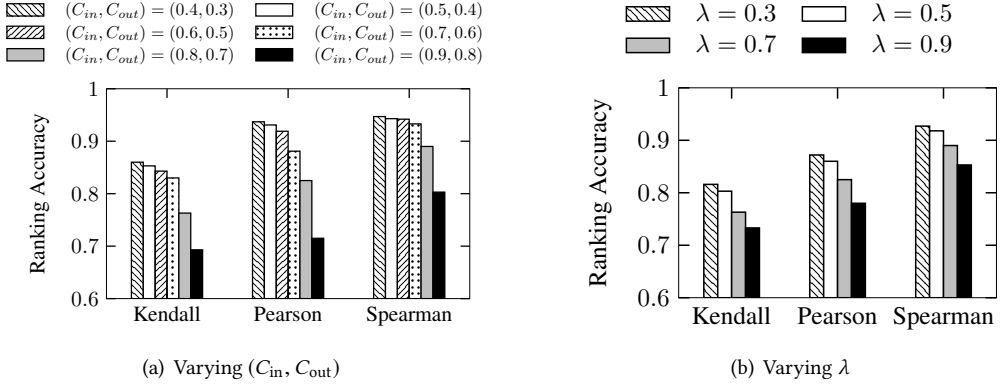 (C_in, C_out) = (0.4, 0.3) (C_in, C_out) = (0.5, 0.4)
(C_in, C_out) = (0.6, 0.5) (C_in, C_out) = (0.7, 0.6)
(C_in, C_out) = (0.8, 0.7) (C_in, C_out) = (0.9, 0.8)
Ranking Accuracy
1
0.9
0.8
0.7
0.6
Kendall Pearson Spearman
(a) Varying (C_in, C_out)
λ = 0.3 λ = 0.5
λ = 0.7 λ = 0.9
Ranking Accuracy
1
0.9
0.8
0.7
0.6
Kendall Pearson Spearman
(b) Varying λ